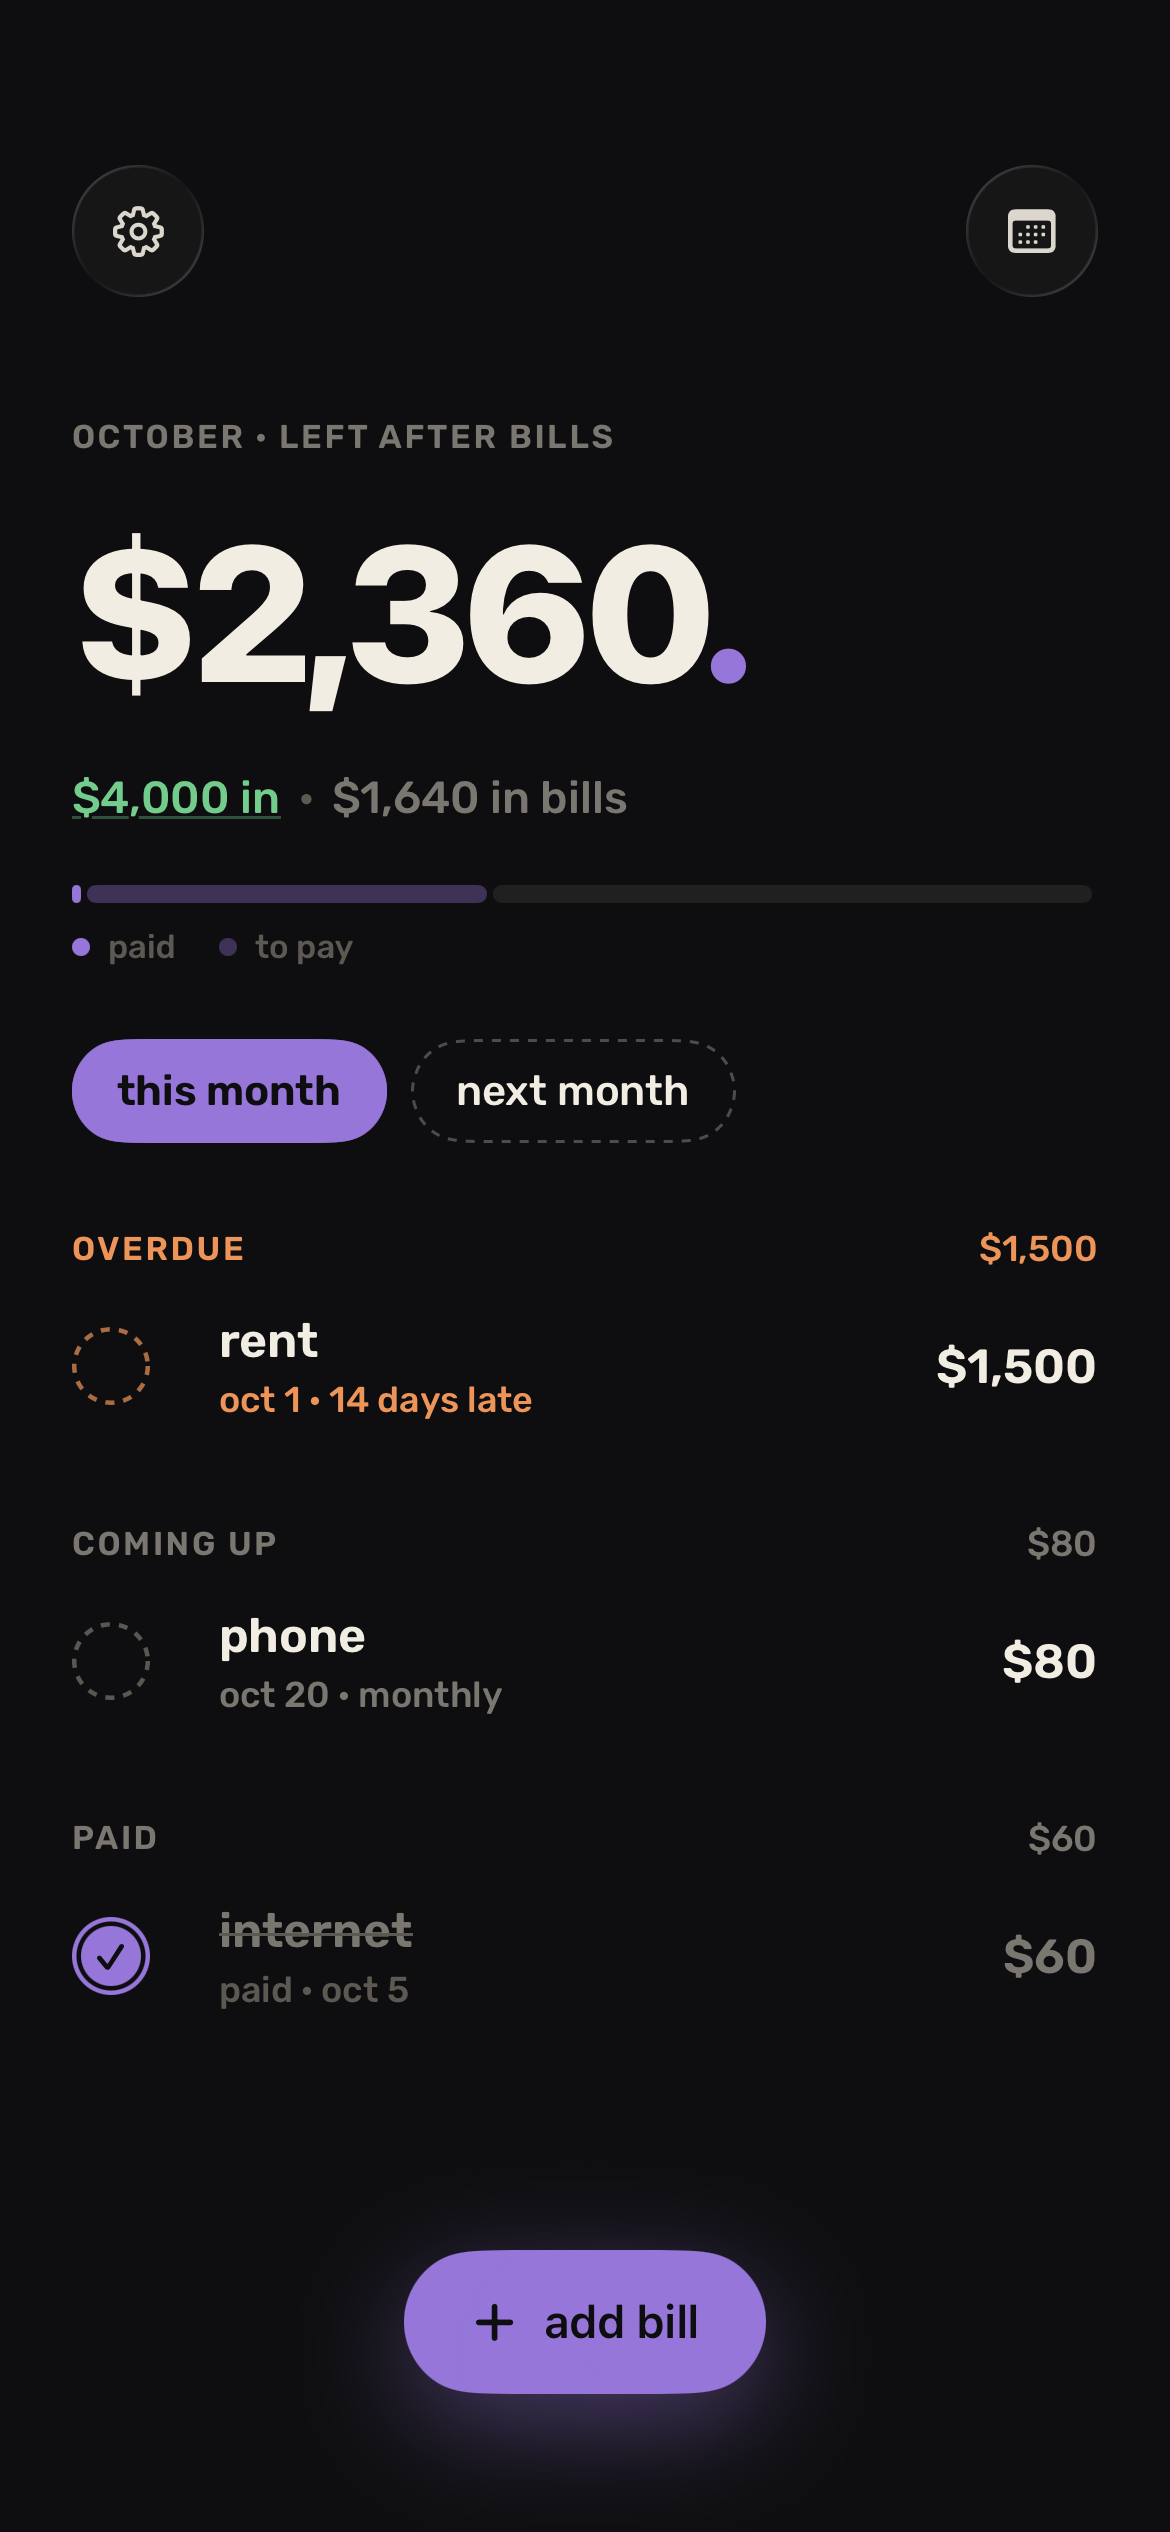 OCTOBER • LEFT AFTER BILLS
$2,360.
$4,000 in • $1,640 in bills
paid to pay
this month next month
OVERDUE $1,500
rent
$1,500
oct 1 • 14 days late
COMING UP $80
phone
$80
oct 20 • monthly
PAID $60
internet
$60
paid • oct 5
+ add bill